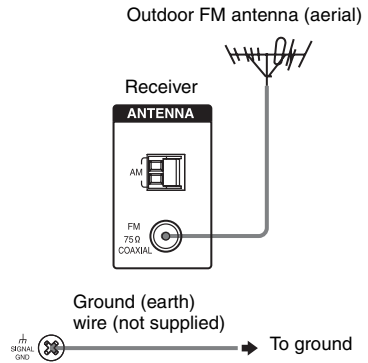 Outdoor FM antenna (aerial)
Receiver
ANTENNA
AM
FM
75Ω
COAXIAL
Ground (earth)
wire (not supplied)
SIGNAL
GND
To ground